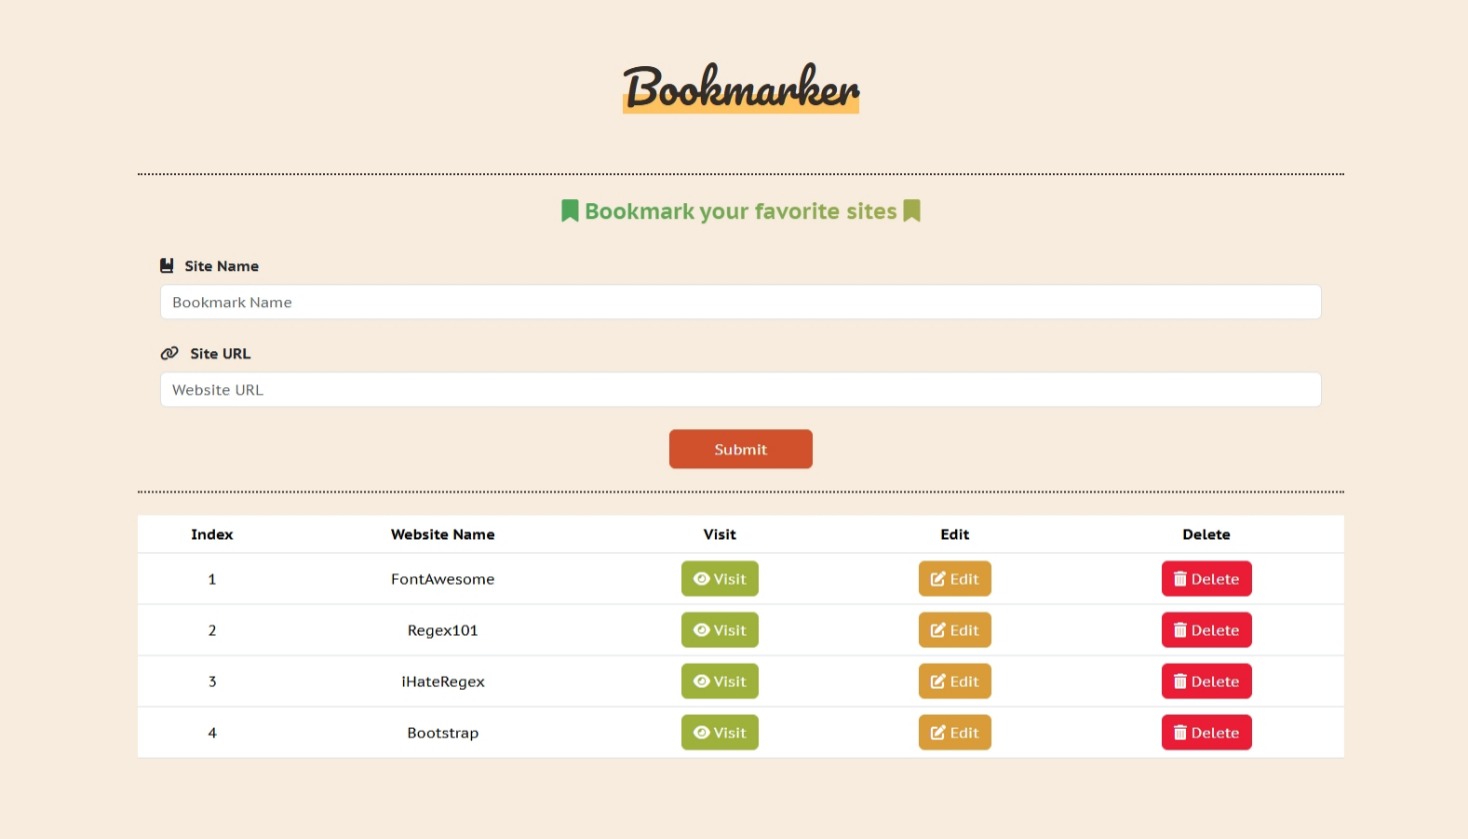 Bookmarker
Bookmark your favorite sites
Site Name
Bookmark Name
Site URL
Website URL
Submit
Index Website Name Visit Edit Delete
1 FontAwesome Visit Edit Delete
2 Regex101 Visit Edit Delete
3 iHateRegex Visit Edit Delete
4 Bootstrap Visit Edit Delete